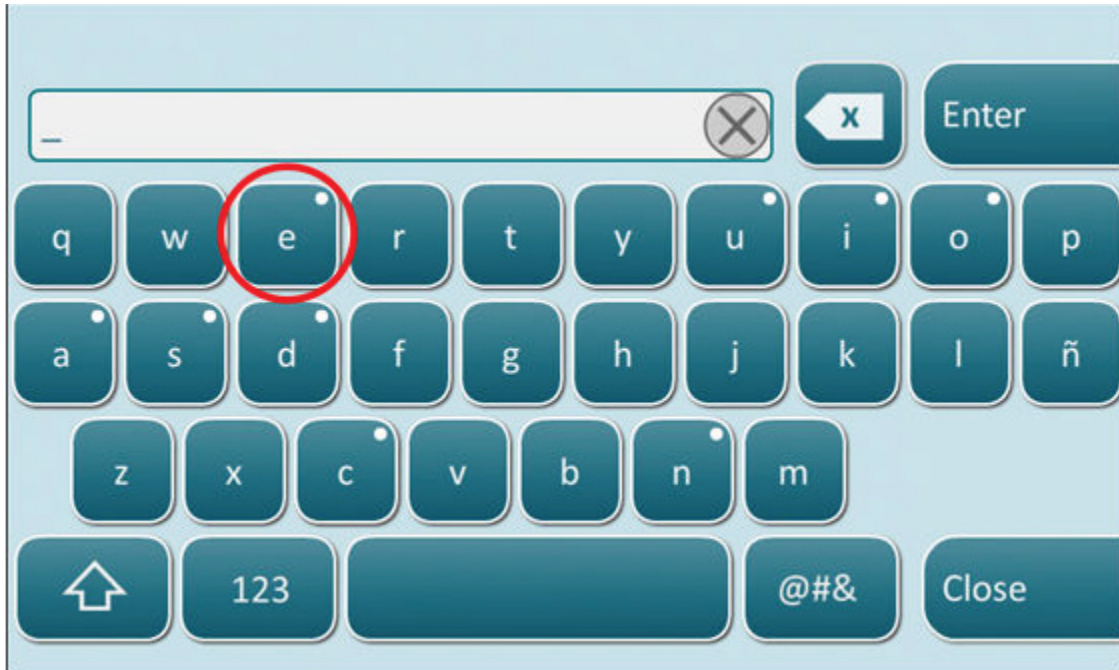 _ x Enter
q w e r t y u i o p
a s d f g h j k l ñ
z x c v b n m
123 @#& Close